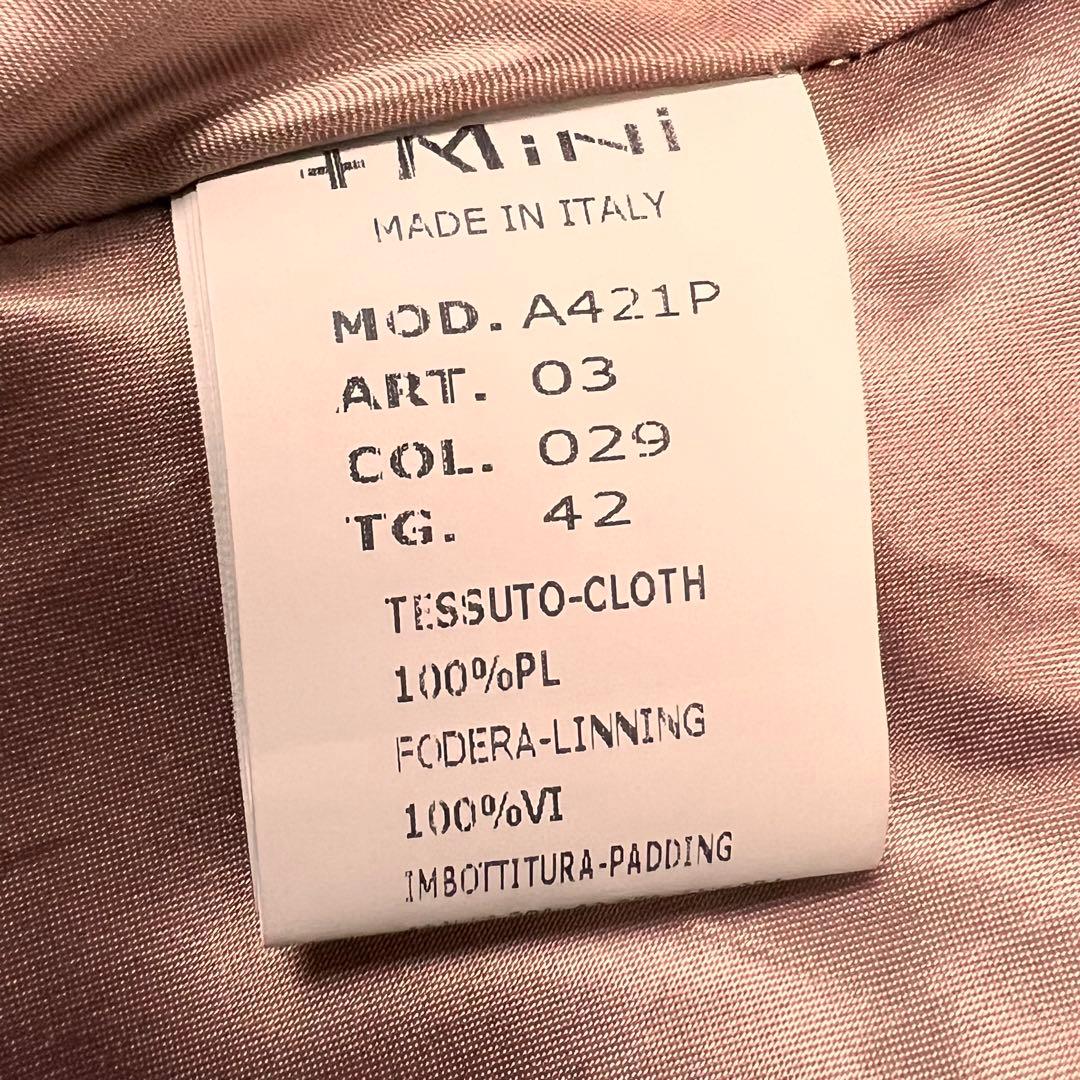 +MiNi
MADE IN ITALY
MOD. A421P
ART. 03
COL. 029
TG. 42
TESSUTO-CLOTH
100%PL
FODERA-LINNING
100%VI
IMBOTTITURA-PADDING